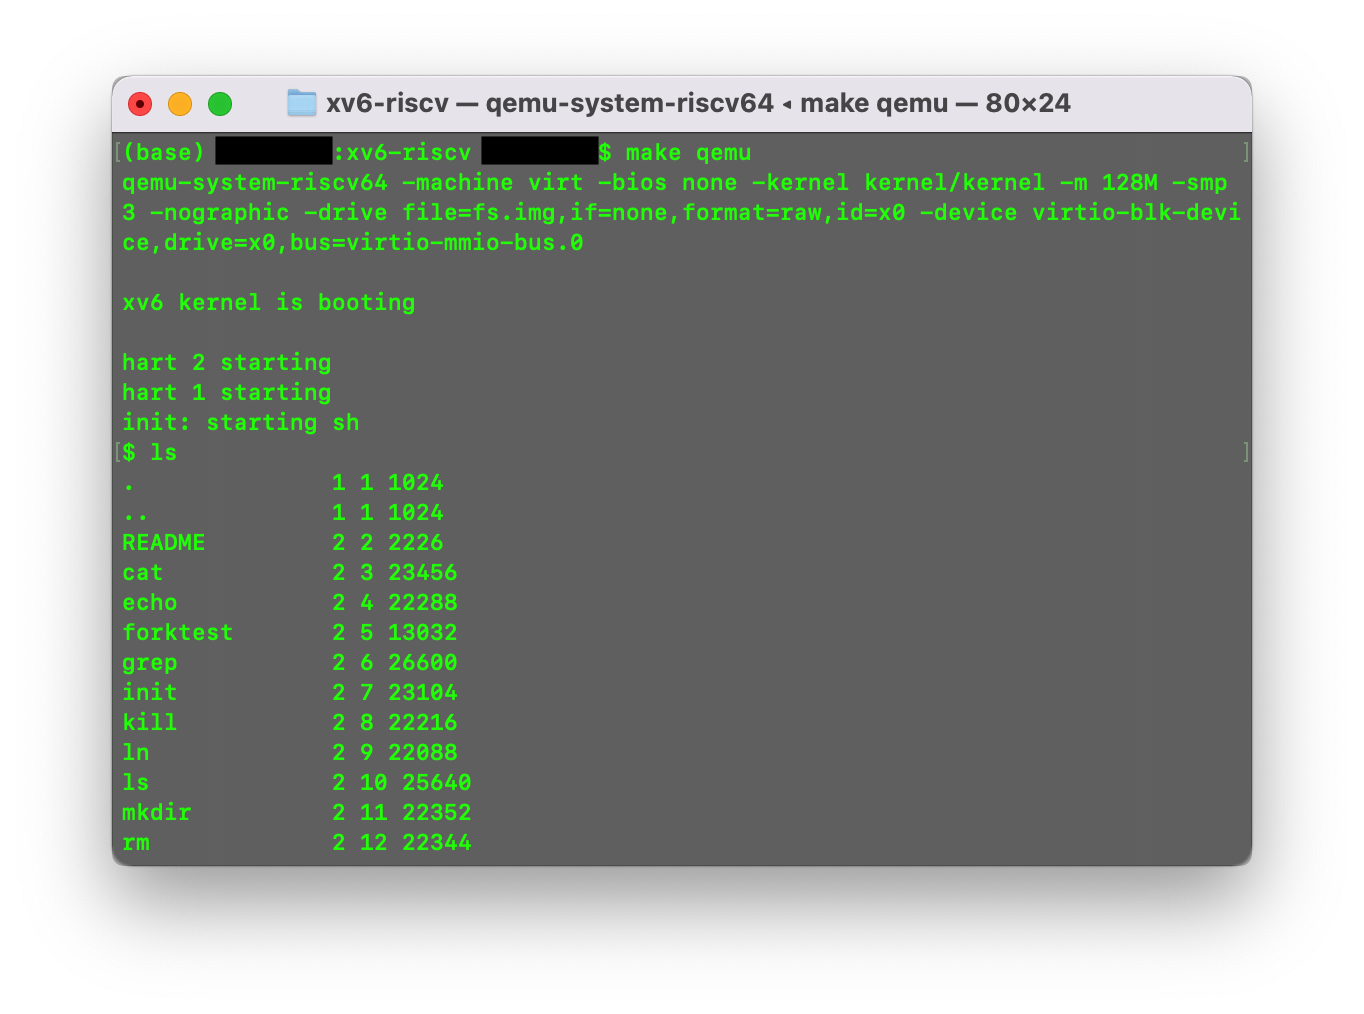 xv6-riscv — qemu-system-riscv64 ◂ make qemu — 80×24
(base) :xv6-riscv $ make qemu
qemu-system-riscv64 -machine virt -bios none -kernel kernel/kernel -m 128M -smp
3 -nographic -drive file=fs.img,if=none,format=raw,id=x0 -device virtio-blk-devi
ce,drive=x0,bus=virtio-mmio-bus.0
xv6 kernel is booting
hart 2 starting
hart 1 starting
init: starting sh
$ ls
. 1 1 1024
.. 1 1 1024
README 2 2 2226
cat 2 3 23456
echo 2 4 22288
forktest 2 5 13032
grep 2 6 26600
init 2 7 23104
kill 2 8 22216
ln 2 9 22088
ls 2 10 25640
mkdir 2 11 22352
rm 2 12 22344